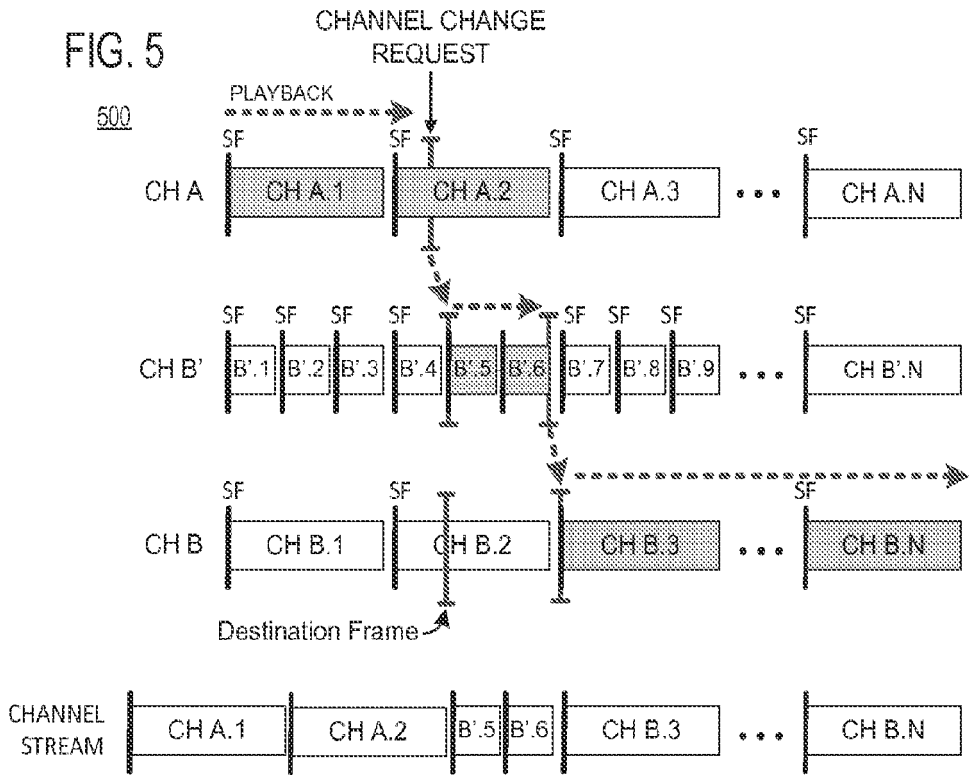 FIG. 5
500
CHANNEL CHANGE
REQUEST
PLAYBACK
SF SF SF SF
CH A CH A.1 CH A.2 CH A.3 ••• CH A.N
SF SF SF SF SF SF SF SF
CH B' B'.1 B'.2 B'.3 B'.4 B'.5 B'.6 B'.7 B'.8 B'.9 ••• CH B'.N
SF SF SF
CH B CH B.1 CH B.2 CH B.3 ••• CH B.N
Destination Frame
CHANNEL
STREAM
CH A.1 CH A.2 B'.5 B'.6 CH B.3 ••• CH B.N